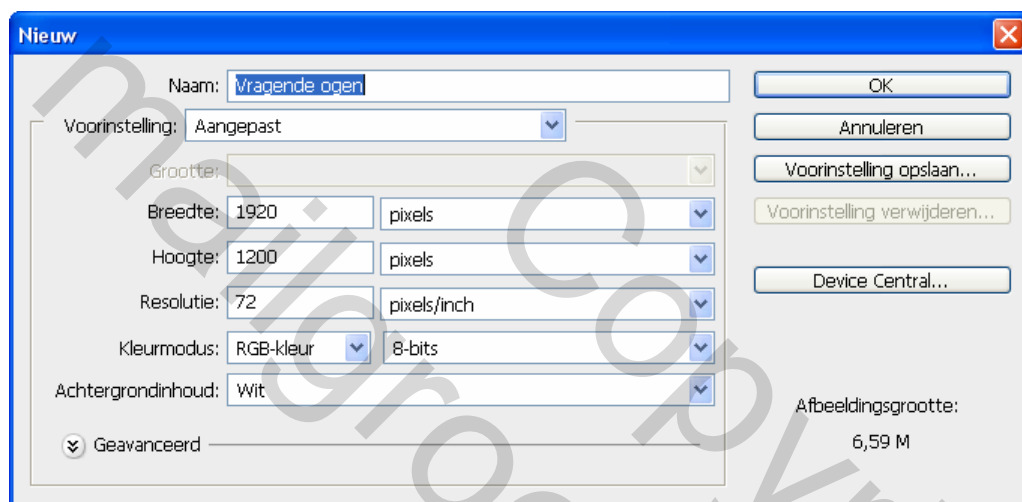 Nieuw
Naam: Vragende ogen
OK
Voorinstelling: Aangepast
Annuleren
Grootte:
Voorinstelling opslaan...
Breedte: 1920 pixels
Voorinstelling verwijderen...
Hoogte: 1200 pixels
Device Central...
Resolutie: 72 pixels/inch
Kleurmodus: RGB-kleur 8-bits
Achtergrondinhoud: Wit
Afbeeldingsgrootte:
6,59 M
Geavanceerd